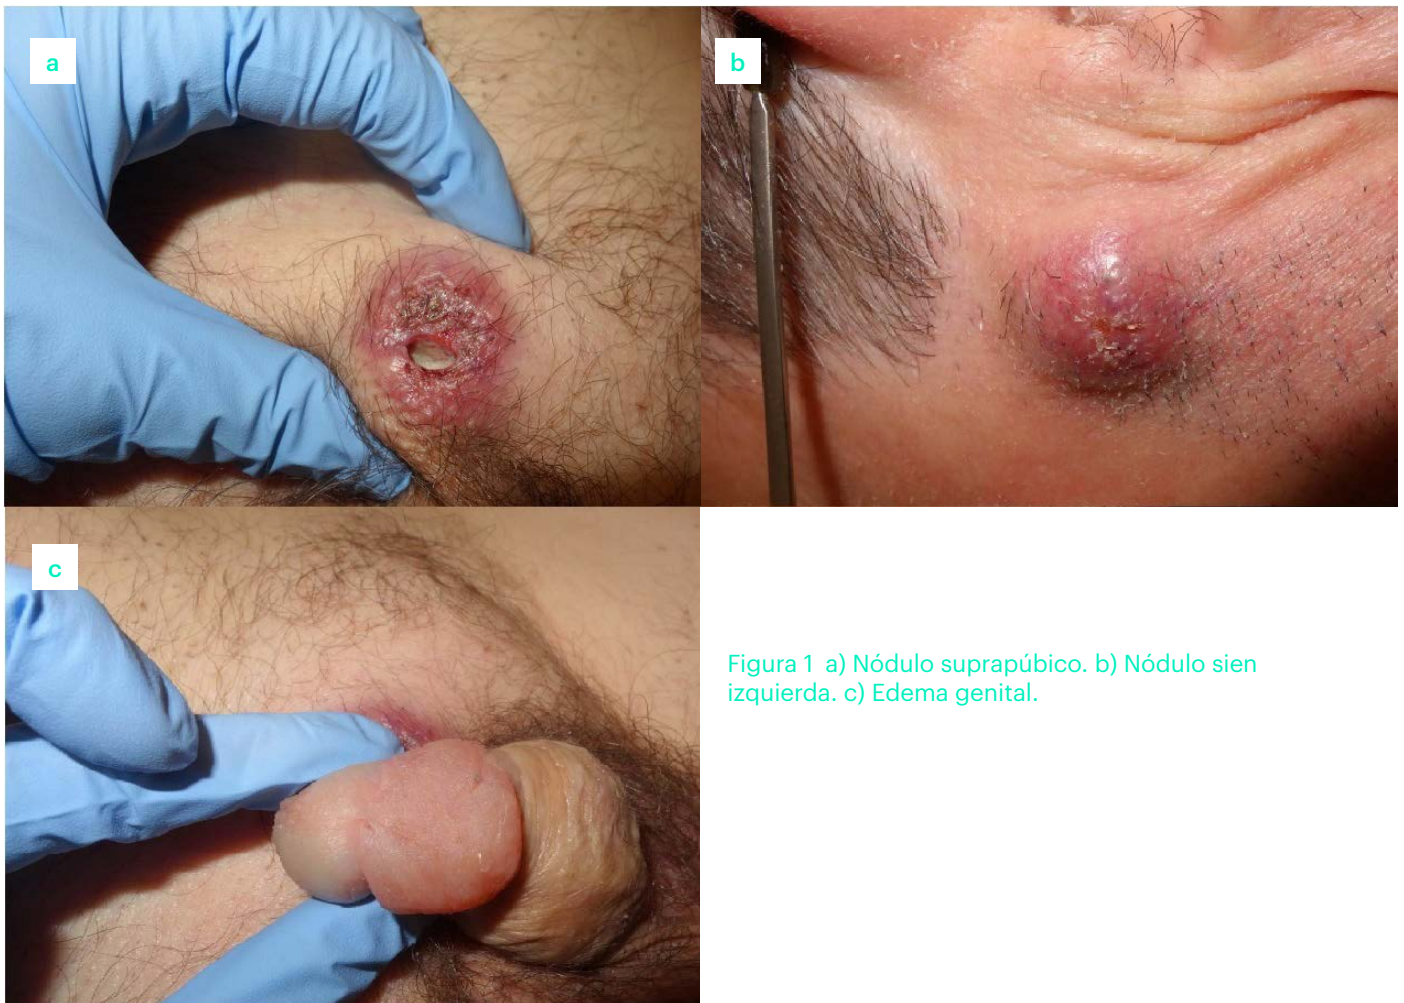 a
b
c
Figura 1 a) Nódulo suprapúbico. b) Nódulo sien
izquierda. c) Edema genital.